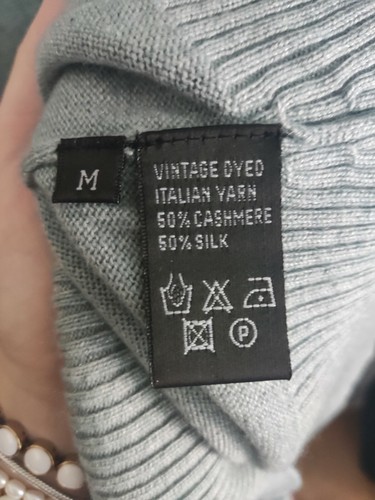 M
VINTAGE DYED
ITALIAN YARN
50% CASHMERE
50% SILK
P